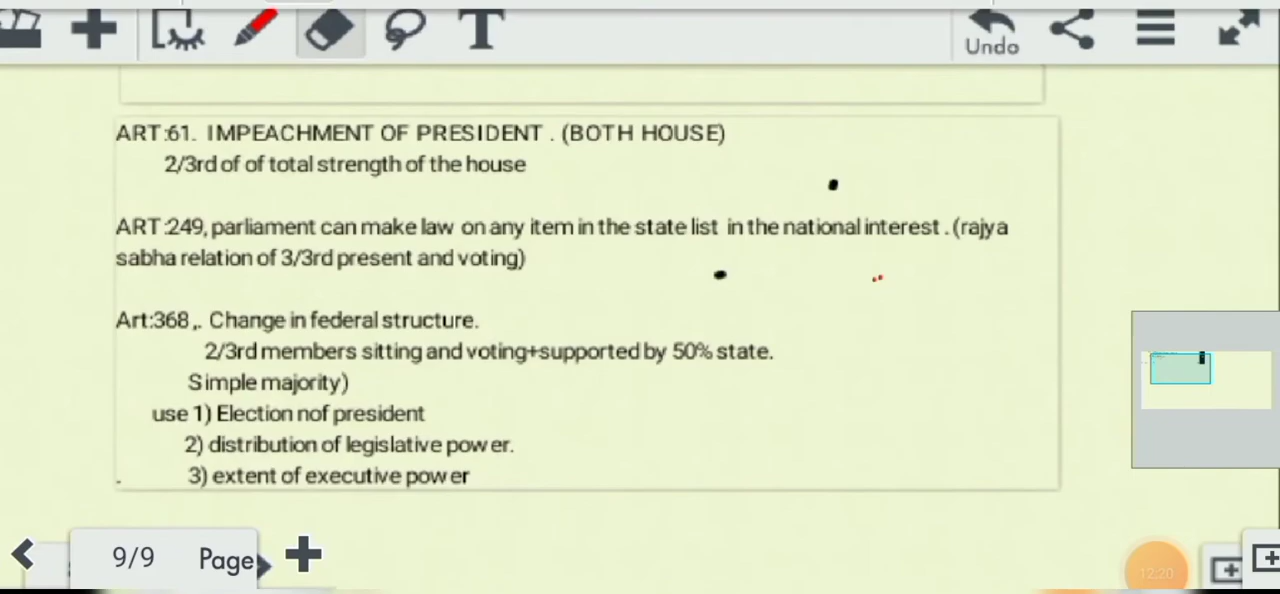 T
Undo
ART:61. IMPEACHMENT OF PRESIDENT . (BOTH HOUSE)
2/3rd of of total strength of the house
ART:249, parliament can make law on any item in the state list in the national interest . (rajya
sabha relation of 3/3rd present and voting)
Art:368 ,. Change in federal structure.
2/3rd members sitting and voting+supported by 50% state.
Simple majority)
use 1) Election nof president
2) distribution of legislative power.
. 3) extent of executive power
9/9 Page
12:20